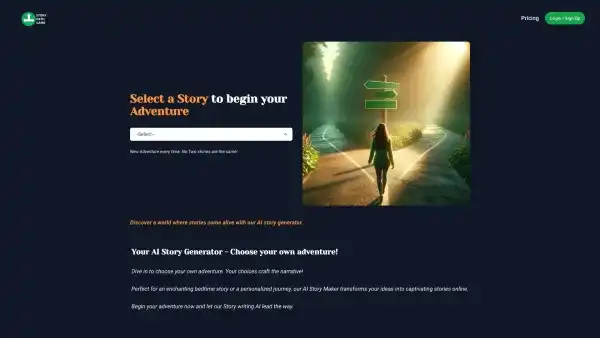 STORY
PATH
GAME
Pricing
Login / Sign Up
Select a Story to begin your
Adventure
--Select--
New Adventure every time. No Two stories are the same!
Discover a world where stories come alive with our AI story generator.
Your AI Story Generator - Choose your own adventure!
Dive in to choose your own adventure. Your choices craft the narrative!
Perfect for an enchanting bedtime story or a personalized journey, our AI Story Maker transforms your ideas into captivating stories online.
Begin your adventure now and let our Story writing AI lead the way.